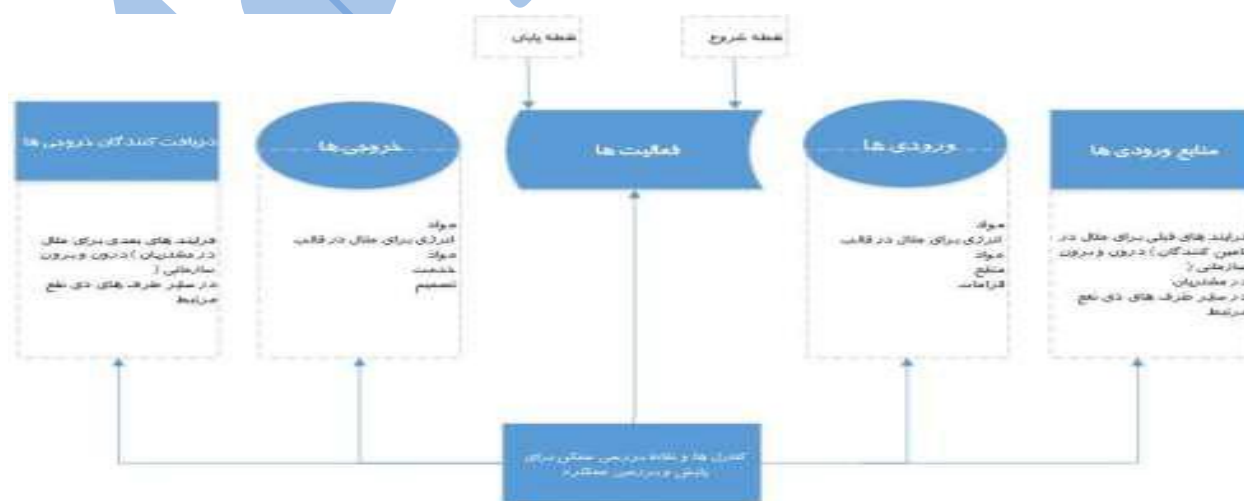 نقطه شروع
نقطه پایان
منابع ورودی ها
ورودی ها
فعالیت ها
خروجی ها
دریافت کنندگان خروجی ها
فرایند های قبلی برای مثال در
تامین کنندگان ) درون و برون
سازمانی (
در مشتریان
در سایر طرف های ذی نفع
مرتبط
مواد
انرژی برای مثال در قالب
مواد
منابع
الزامات
مواد
انرژی برای مثال در قالب
مواد
خدمت
تصمیم
فرایند های بعدی برای مثال
در مشتریان ) درون و برون
سازمانی (
در سایر طرف های ذی نفع
مرتبط
کنترل ها و نقاط بررسی ممکن برای
پایش و بررسی عملکرد